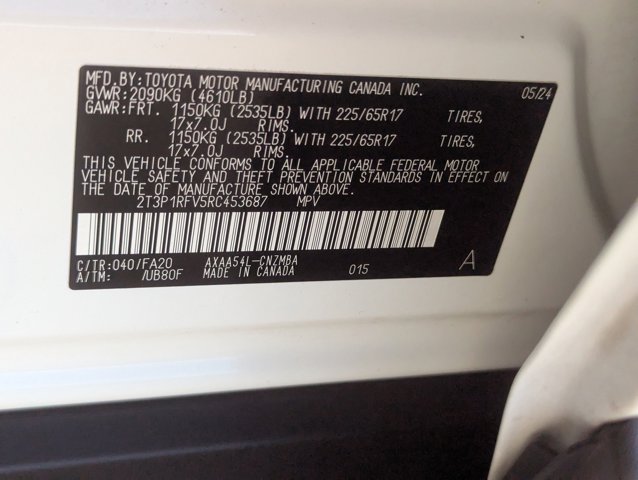 MFD.BY: TOYOTA MOTOR MANUFACTURING CANADA INC. 05/24
GVWR: 2090KG (4610LB)
GAWR: FRT. 1150KG (2535LB) WITH 225/65R17 TIRES,
17x7.0J RIMS.
RR. 1150KG (2535LB) WITH 225/65R17 TIRES,
17x7.0J RIMS.
THIS VEHICLE CONFORMS TO ALL APPLICABLE FEDERAL MOTOR
VEHICLE SAFETY AND THEFT PREVENTION STANDARDS IN EFFECT ON
THE DATE OF MANUFACTURE SHOWN ABOVE.
2T3P1RFV5RC453687 MPV
C/TR: 040/FA20 AXAA54L-CNZMBA 015 A
A/TM: /UB80F MADE IN CANADA